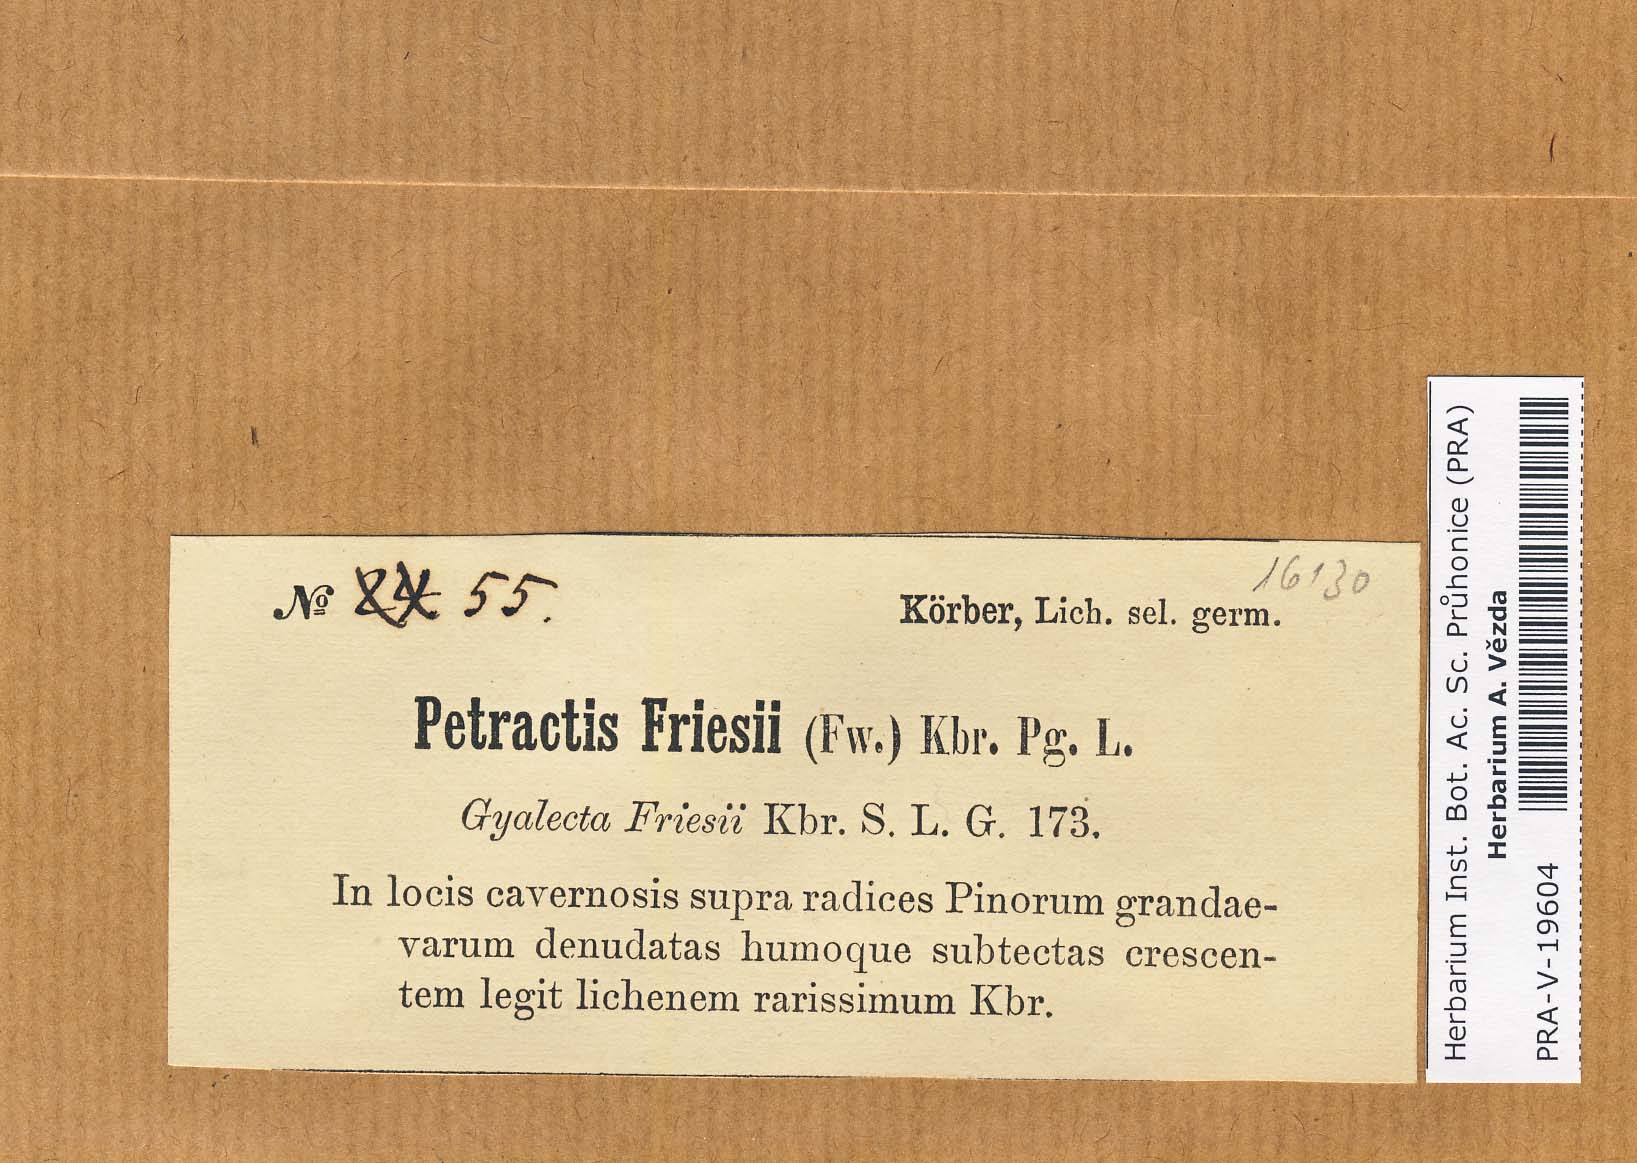 16130
№ 24 55.
Körber, Lich. sel. germ.
Petractis Friesii (Fw.) Kbr. Pg. L.
Gyalecta Friesii Kbr. S. L. G. 173.
In locis cavernosis supra radices Pinorum grandae-
varum denudatas humoque subtectas crescen-
tem legit lichenem rarissimum Kbr.
Herbarium Inst. Bot. Ac. Sc. Průhonice (PRA)
Herbarium A. Vězda
PRA-V-19604